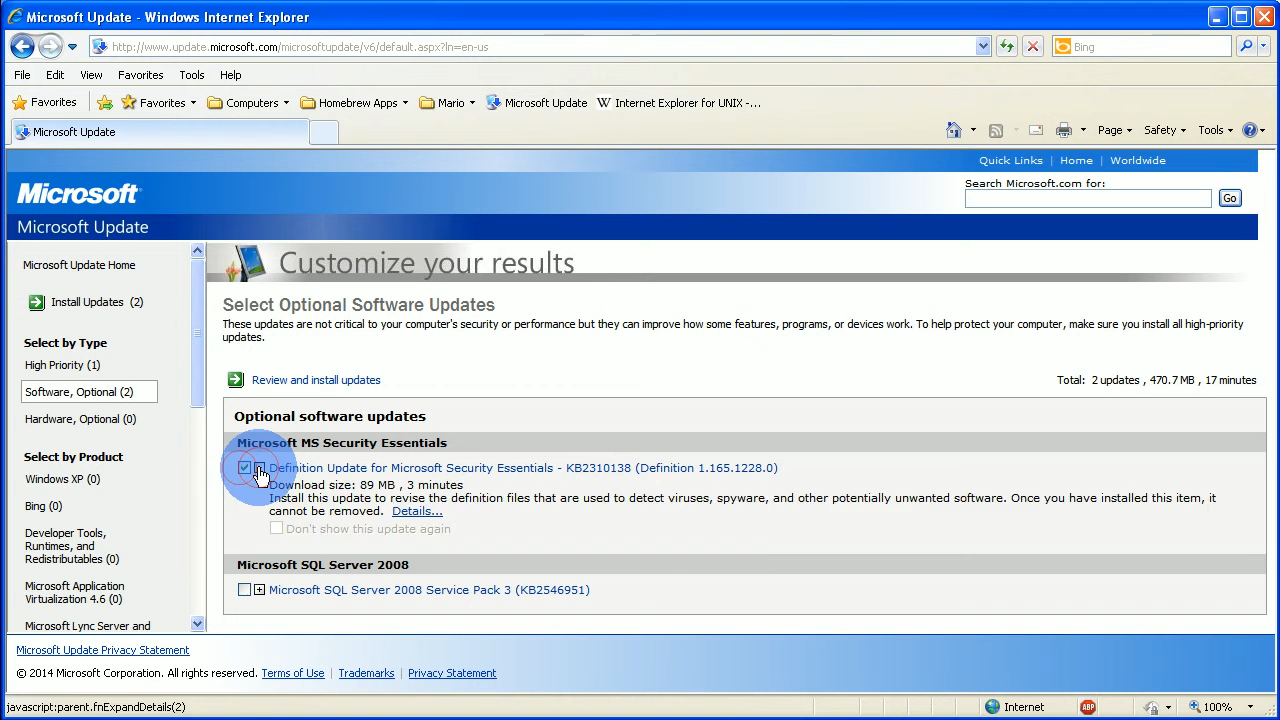 Microsoft Update - Windows Internet Explorer
http://www.update.microsoft.com/microsoftupdate/v6/default.aspx?ln=en-us
Bing
File Edit View Favorites Tools Help
Favorites Favorites Computers Homebrew Apps Mario Microsoft Update W Internet Explorer for UNIX -...
Microsoft Update
Page Safety Tools
Quick Links | Home | Worldwide
Microsoft
Search Microsoft.com for:
Go
Microsoft Update
Microsoft Update Home
Install Updates (2)
Select by Type
High Priority (1)
Software, Optional (2)
Hardware, Optional (0)
Select by Product
Windows XP (0)
Bing (0)
Developer Tools,
Runtimes, and
Redistributables (0)
Microsoft Application
Virtualization 4.6 (0)
Microsoft Lync Server and
Customize your results
Select Optional Software Updates
These updates are not critical to your computer's security or performance but they can improve how some features, programs, or devices work. To help protect your computer, make sure you install all high-priority
updates.
Review and install updates
Total: 2 updates , 470.7 MB , 17 minutes
Optional software updates
Microsoft MS Security Essentials
Definition Update for Microsoft Security Essentials - KB2310138 (Definition 1.165.1228.0)
Download size: 89 MB , 3 minutes
Install this update to revise the definition files that are used to detect viruses, spyware, and other potentially unwanted software. Once you have installed this item, it
cannot be removed. Details...
Don't show this update again
Microsoft SQL Server 2008
Microsoft SQL Server 2008 Service Pack 3 (KB2546951)
Microsoft Update Privacy Statement
© 2014 Microsoft Corporation. All rights reserved. Terms of Use | Trademarks | Privacy Statement
javascript:parent.fnExpandDetails(2)
Internet
ABP
100%